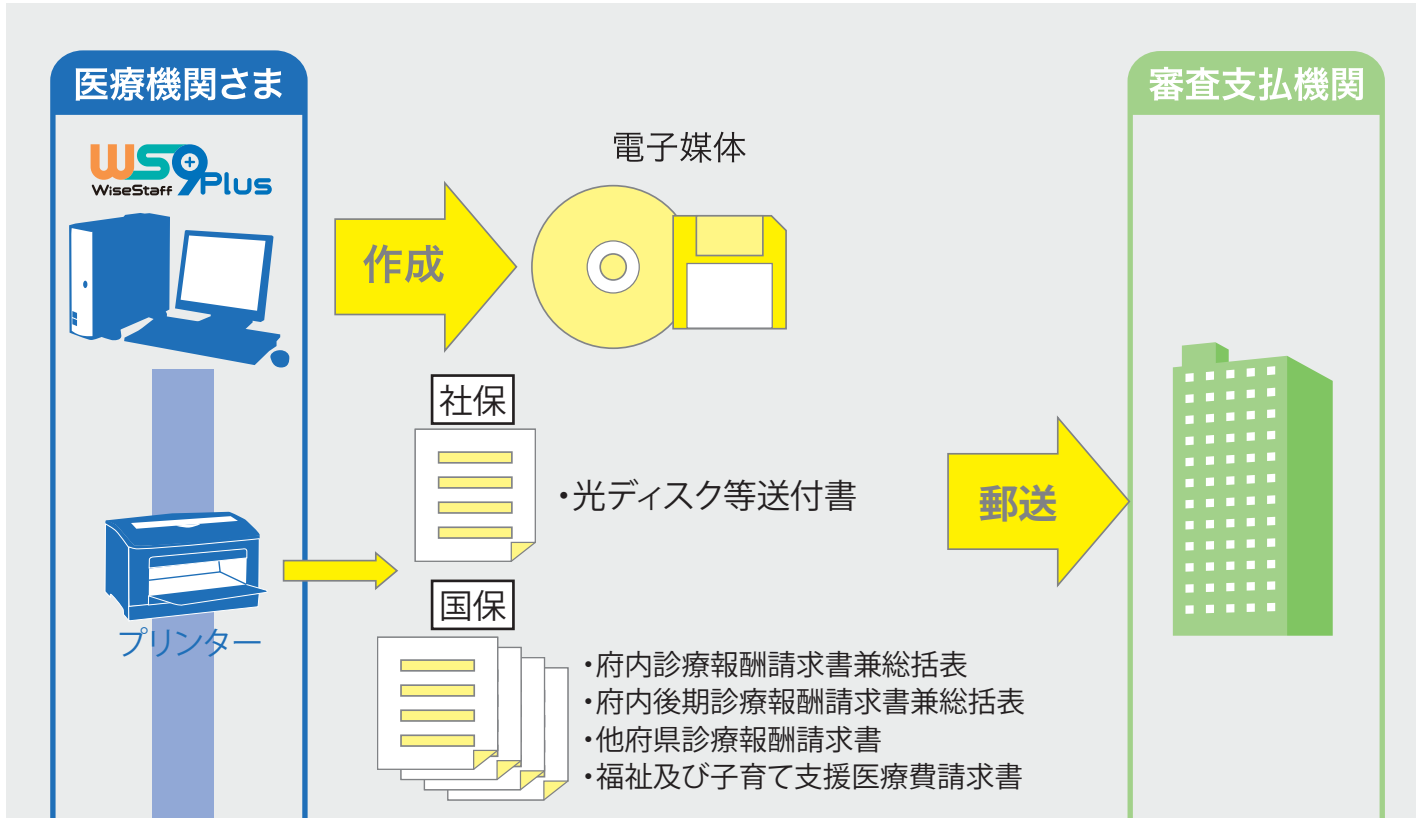 医療機関さま
審査支払機関
WS9Plus
WiseStaff
電子媒体
作成
社保
・光ディスク等送付書
郵送
プリンター
国保
・府内診療報酬請求書兼総括表
・府内後期診療報酬請求書兼総括表
・他府県診療報酬請求書
・福祉及び子育て支援医療費請求書